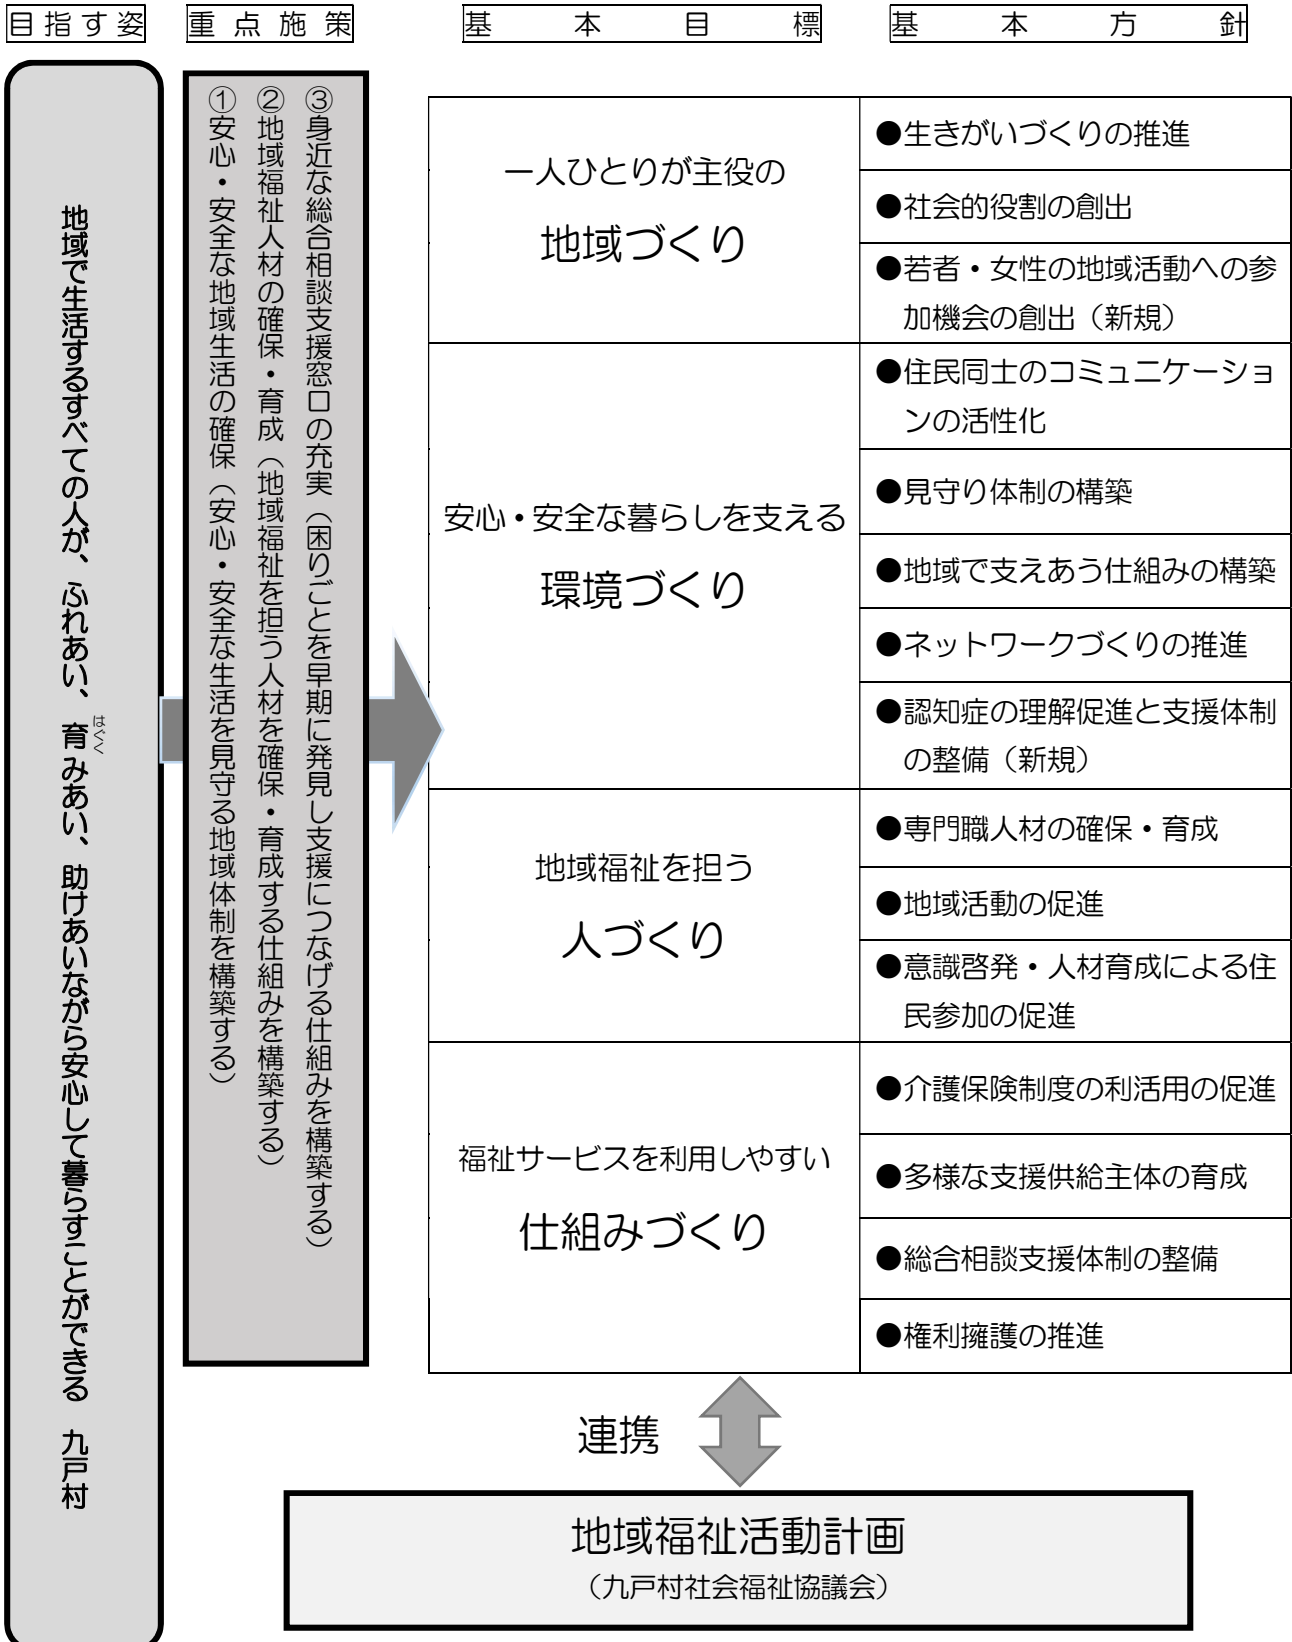 目指す姿
重点施策
基本目標
基本方針
地域で生活するすべての人が、ふれあい、育みあい、助けあいながら安心して暮らすことができる　九戸村
はぐく
①安心・安全な地域生活の確保（安心・安全な生活を見守る地域体制を構築する）
②地域福祉人材の確保・育成（地域福祉を担う人材を確保・育成する仕組みを構築する）
③身近な総合相談支援窓口の充実（困りごとを早期に発見し支援につなげる仕組みを構築する）
一人ひとりが主役の
地域づくり
●生きがいづくりの推進
●社会的役割の創出
●若者・女性の地域活動への参
加機会の創出（新規）
安心・安全な暮らしを支える
環境づくり
●住民同士のコミュニケーショ
ンの活性化
●見守り体制の構築
●地域で支えあう仕組みの構築
●ネットワークづくりの推進
●認知症の理解促進と支援体制
の整備（新規）
地域福祉を担う
人づくり
●専門職人材の確保・育成
●地域活動の促進
●意識啓発・人材育成による住
民参加の促進
福祉サービスを利用しやすい
仕組みづくり
●介護保険制度の利活用の促進
●多様な支援供給主体の育成
●総合相談支援体制の整備
●権利擁護の推進
連携
地域福祉活動計画
（九戸村社会福祉協議会）